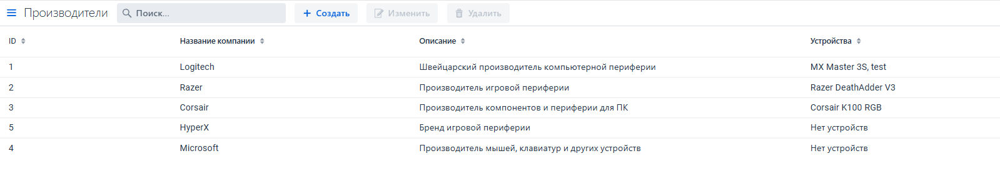 Производители Поиск... + Создать Изменить Удалить
ID Название компании Описание Устройства
1 Logitech Швейцарский производитель компьютерной периферии MX Master 3S, test
2 Razer Производитель игровой периферии Razer DeathAdder V3
3 Corsair Производитель компонентов и периферии для ПК Corsair K100 RGB
5 HyperX Бренд игровой периферии Нет устройств
4 Microsoft Производитель мышей, клавиатур и других устройств Нет устройств